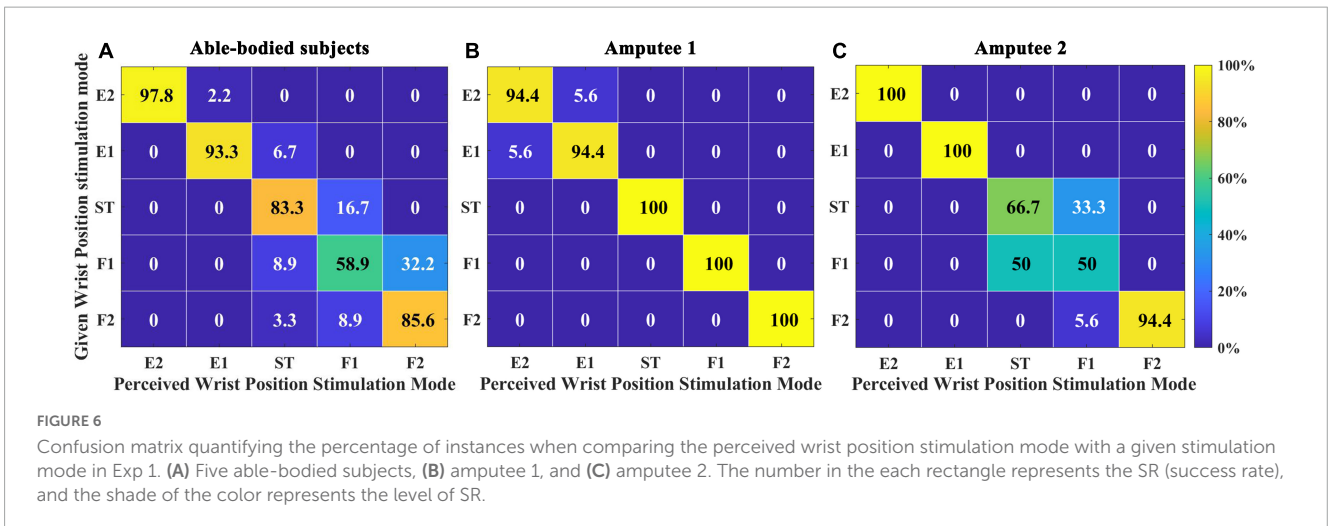 A Able-bodied subjects B Amputee 1 C Amputee 2
Given Wrist Position stimulation mode
E2 97.8 2.2 0 0 0 E2 94.4 5.6 0 0 0 E2 100 0 0 0 0 100%
80%
E1 0 93.3 6.7 0 0 E1 5.6 94.4 0 0 0 E1 0 100 0 0 0
60%
ST 0 0 83.3 16.7 0 ST 0 0 100 0 0 ST 0 0 66.7 33.3 0
40%
F1 0 0 8.9 58.9 32.2 F1 0 0 0 100 0 F1 0 0 50 50 0
20%
F2 0 0 3.3 8.9 85.6 F2 0 0 0 0 100 F2 0 0 0 5.6 94.4
0%
E2 E1 ST F1 F2 E2 E1 ST F1 F2 E2 E1 ST F1 F2
Perceived Wrist Position Stimulation Mode Perceived Wrist Position Stimulation Mode Perceived Wrist Position Stimulation Mode
FIGURE 6
Confusion matrix quantifying the percentage of instances when comparing the perceived wrist position stimulation mode with a given stimulation
mode in Exp 1. (A) Five able-bodied subjects, (B) amputee 1, and (C) amputee 2. The number in the each rectangle represents the SR (success rate),
and the shade of the color represents the level of SR.